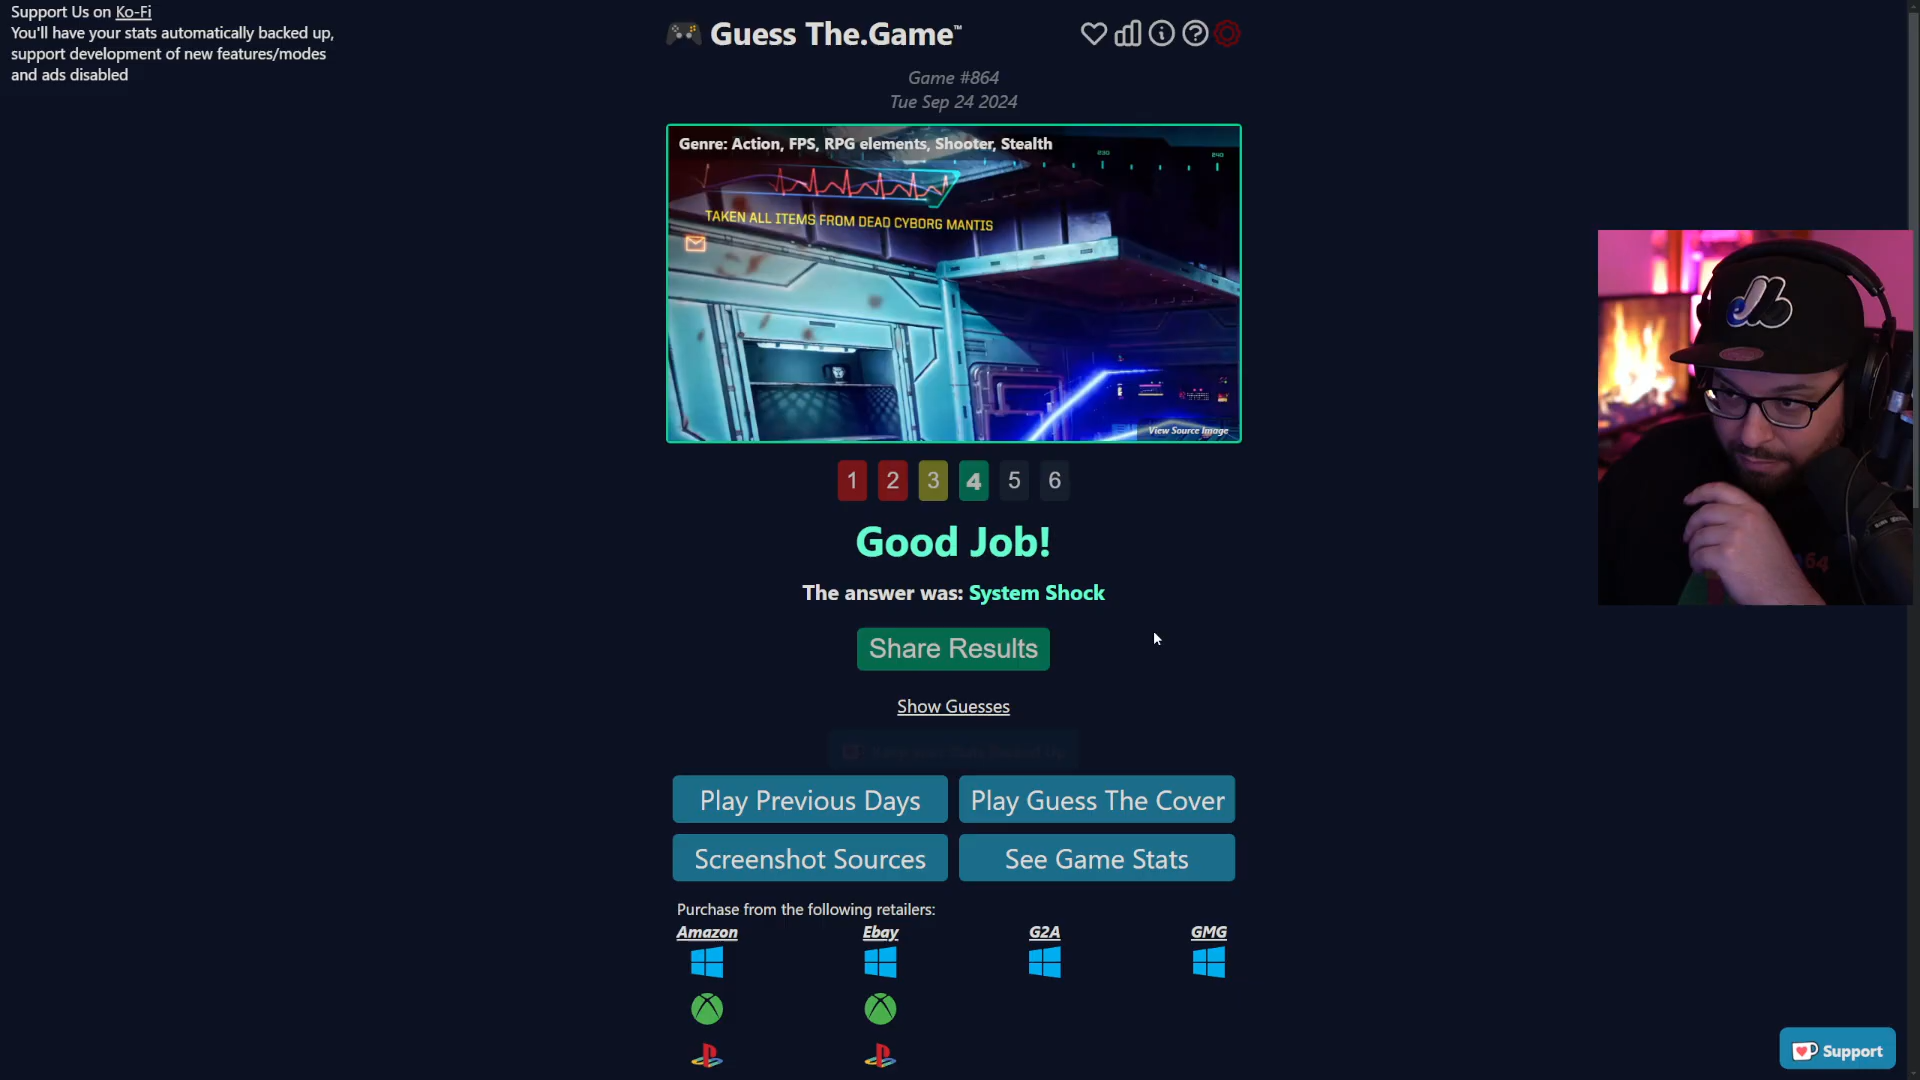 Support Us on Ko-Fi
You'll have your stats automatically backed up,
support development of new features/modes
and ads disabled
Guess The.Game™
Game #864
Tue Sep 24 2024
Genre: Action, FPS, RPG elements, Shooter, Stealth
230
240
TAKEN ALL ITEMS FROM DEAD CYBORG MANTIS
View Source Image
1 2 3 4 5 6
Good Job!
The answer was: System Shock
Share Results
Show Guesses
Play Previous Days
Play Guess The Cover
Screenshot Sources
See Game Stats
Purchase from the following retailers:
Amazon
Ebay
G2A
GMG
Support